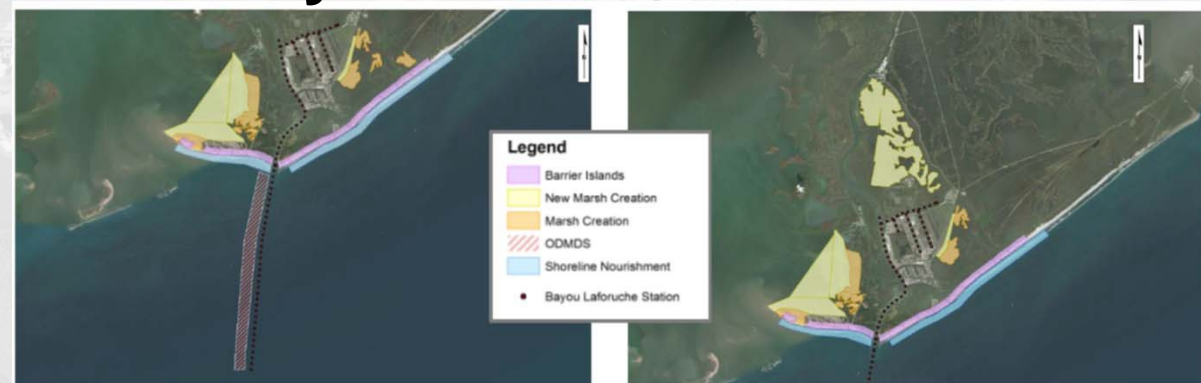 Legend
Barrier Islands
New Marsh Creation
Marsh Creation
ODMDS
Shoreline Nourishment
Bayou Laforuche Station